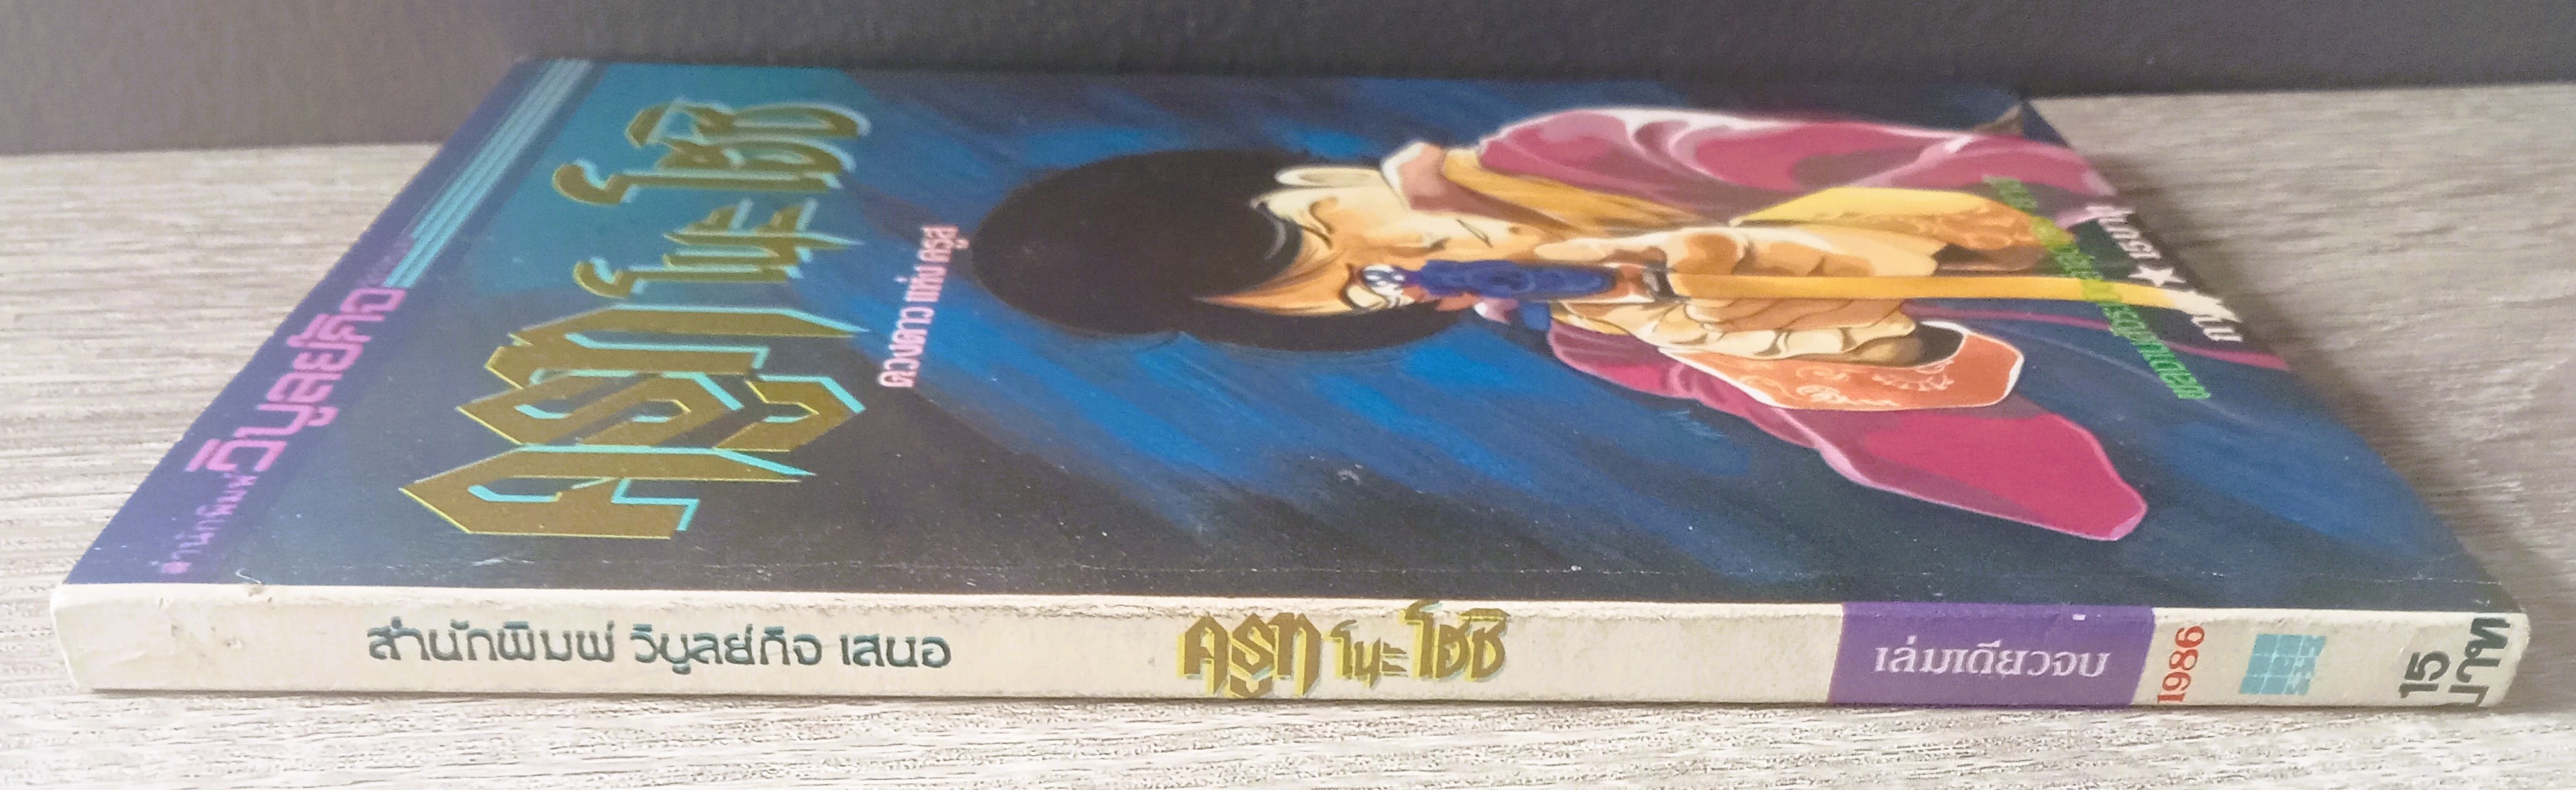 สำนักพิมพ์ วิบูลย์กิจ
ครุฑ โนะ โฮชิ
ดวงดาว แห่ง ครุส
สำนักพิมพ์ วิบูลย์กิจ เสนอ
ครุฑ โนะ โฮชิ
เล่มเดียวจบ
1986
15
บาท